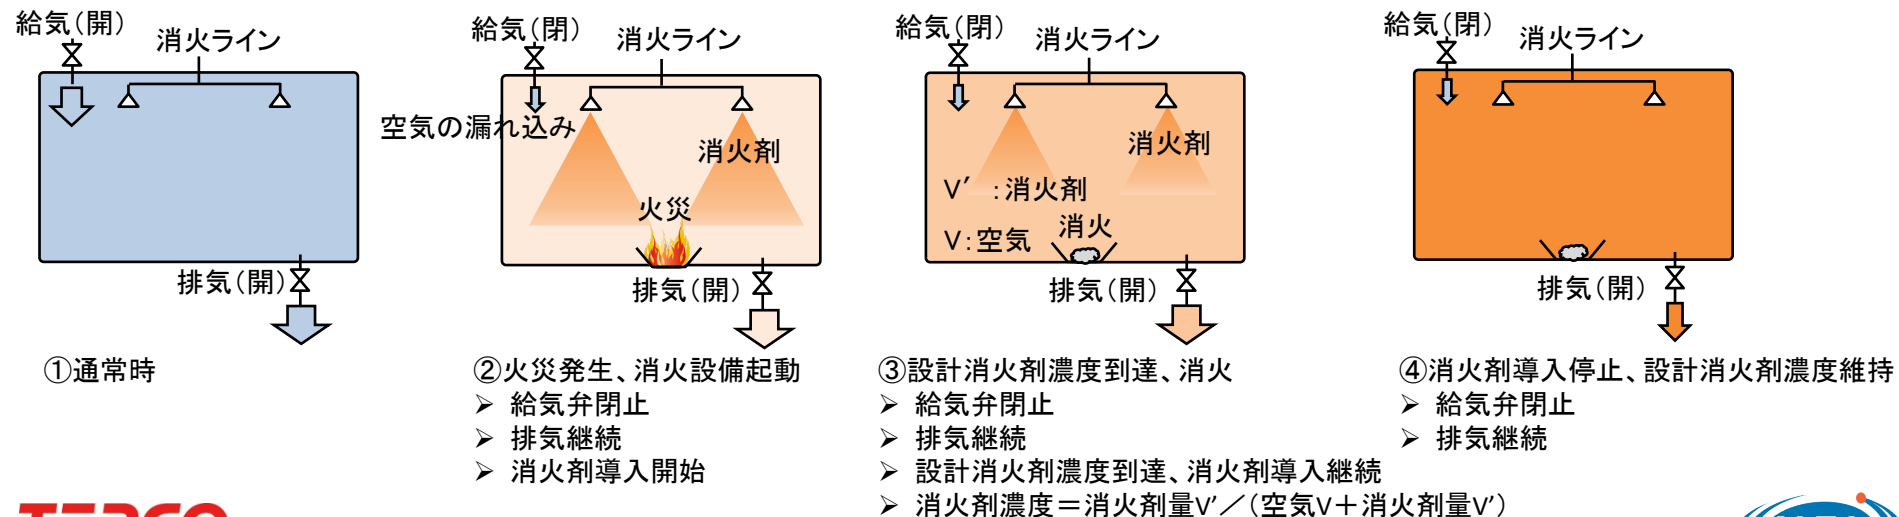 給気(開)
消火ライン
排気(開)
①通常時
給気(閉)
消火ライン
空気の漏れ込み
消火剤
火災
排気(開)
②火災発生、消火設備起動
➢ 給気弁閉止
➢ 排気継続
➢ 消火剤導入開始
給気(閉)
消火ライン
消火剤
V’ :消火剤
消火
V:空気
排気(開)
③設計消火剤濃度到達、消火
➢ 給気弁閉止
➢ 排気継続
➢ 設計消火剤濃度到達、消火剤導入継続
➢ 消火剤濃度=消火剤量V’/(空気V+消火剤量V’)
給気(閉)
消火ライン
排気(開)
④消火剤導入停止、設計消火剤濃度維持
➢ 給気弁閉止
➢ 排気継続